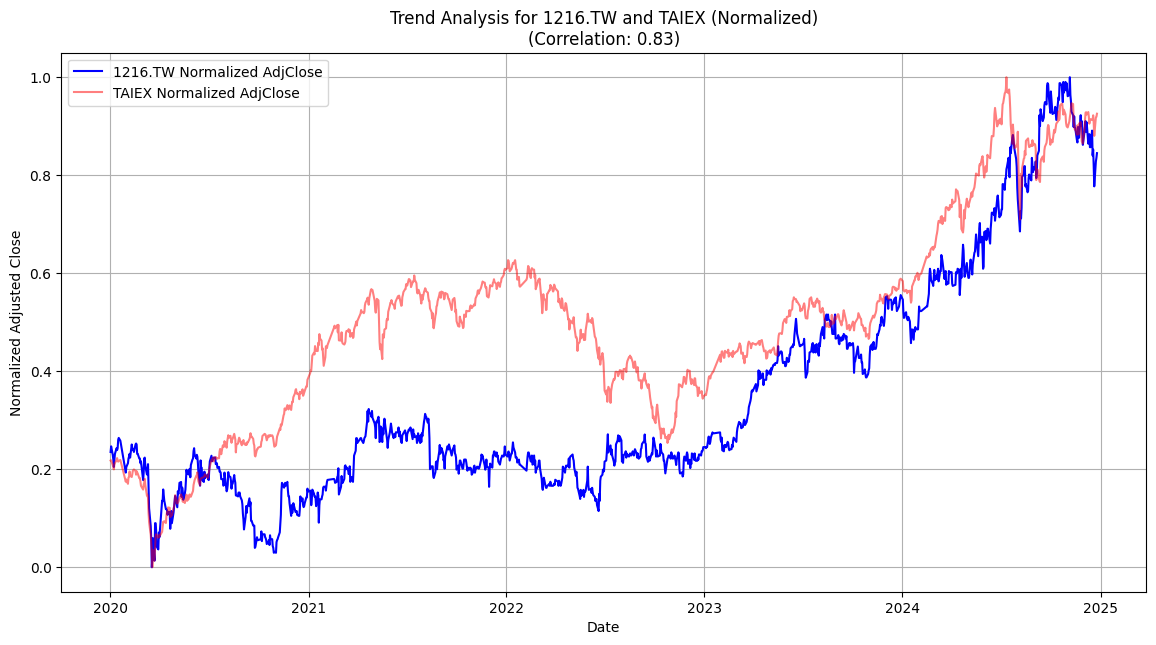 Trend Analysis for 1216.TW and TAIEX (Normalized)
(Correlation: 0.83)
1216.TW Normalized AdjClose
TAIEX Normalized AdjClose
Normalized Adjusted Close
1.0
0.8
0.6
0.4
0.2
0.0
2020
2021
2022
2023
2024
2025
Date